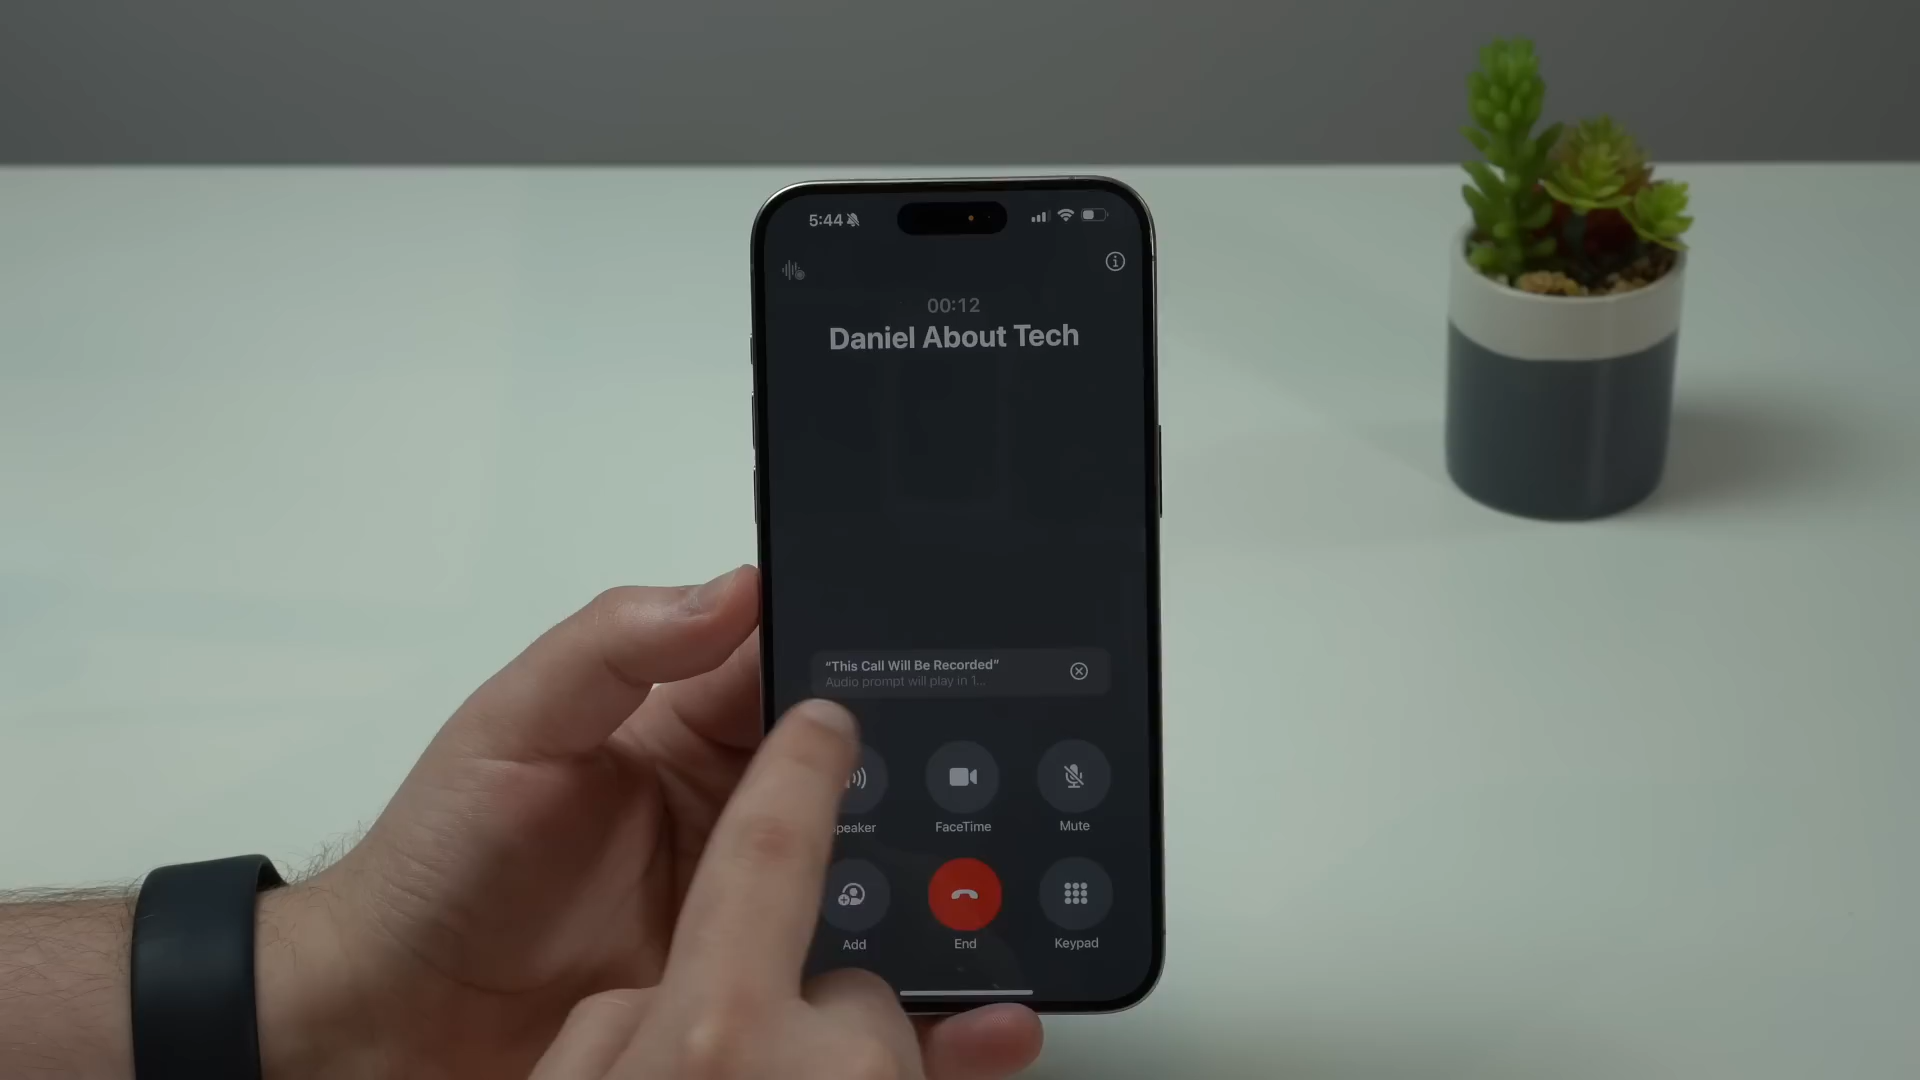 5:44
00:12
Daniel About Tech
“This Call Will Be Recorded”
Audio prompt will play in 1...
peaker
FaceTime
Mute
Add
End
Keypad